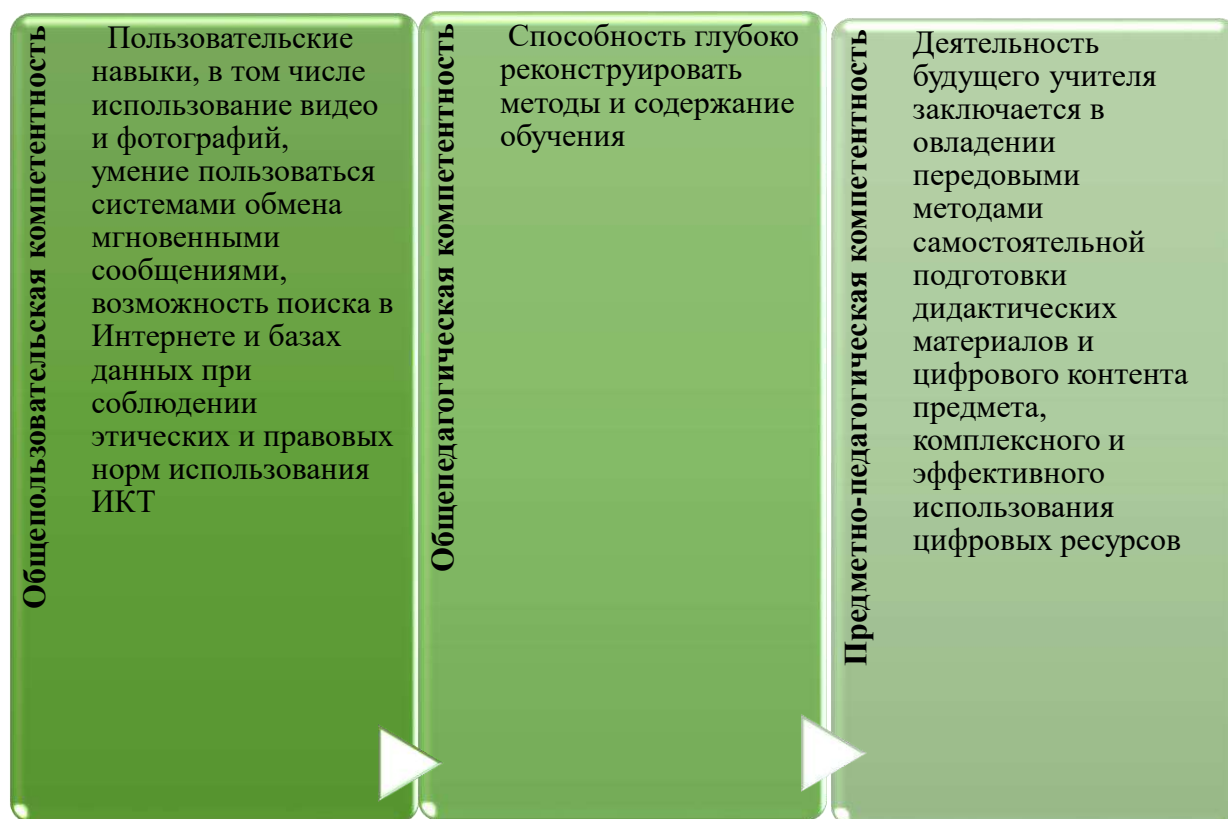 Общепользовательская компетентность
Пользовательские
навыки, в том числе
использование видео
и фотографий,
умение пользоваться
системами обмена
мгновенными
сообщениями,
возможность поиска в
Интернете и базах
данных при
соблюдении
этических и правовых
норм использования
ИКТ
Общепедагогическая компетентность
Способность глубоко
реконструировать
методы и содержание
обучения
Предметно-педагогическая компетентность
Деятельность
будущего учителя
заключается в
овладении
передовыми
методами
самостоятельной
подготовки
дидактических
материалов и
цифрового контента
предмета,
комплексного и
эффективного
использования
цифровых ресурсов